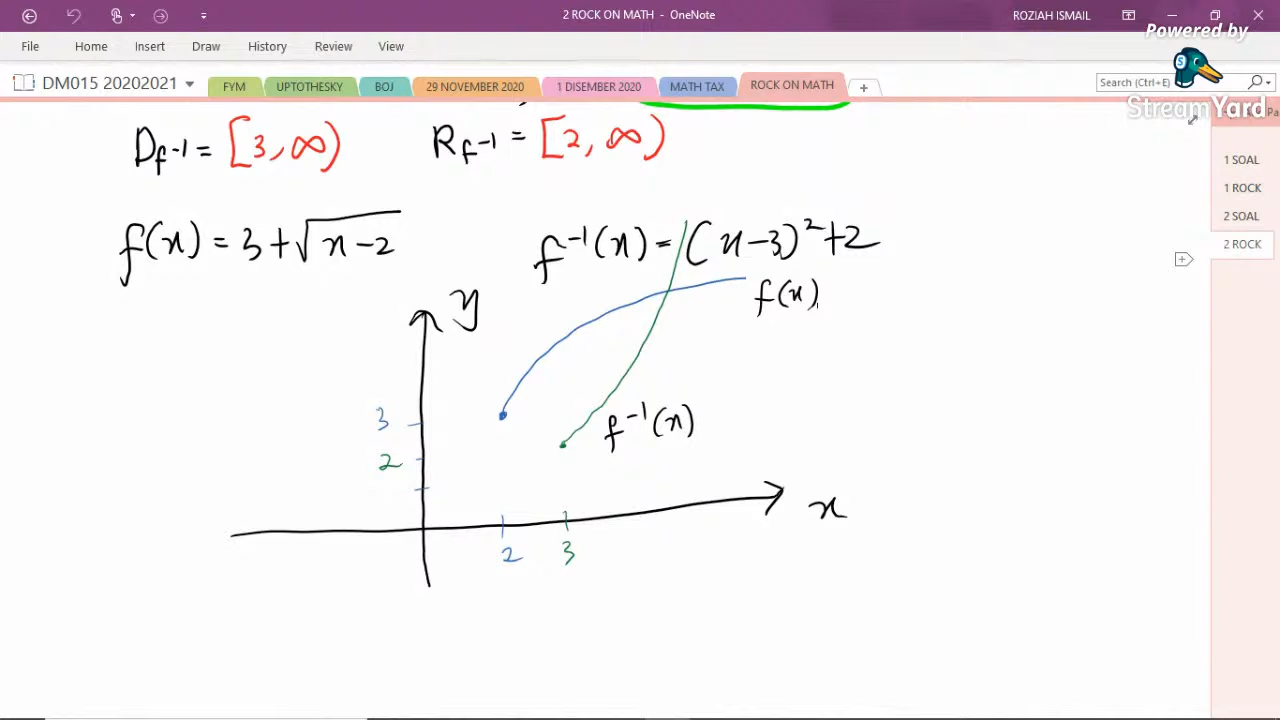 2 ROCK ON MATH - OneNote
ROZIAH ISMAIL
Powered by
StreamYard
File Home Insert Draw History Review View
DM015 20202021 FYM UPTOTHESKY BOJ 29 NOVEMBER 2020 1 DISEMBER 2020 MATH TAX ROCK ON MATH + Search (Ctrl+E)
Pa
1 SOAL
1 ROCK
2 SOAL
2 ROCK
D_f⁻¹ = [3, ∞) R_f⁻¹ = [2, ∞)
f(x) = 3 + √(x-2) f⁻¹(x) = (x-3)² + 2
y
f(x)
3
f⁻¹(x)
2
x
2 3